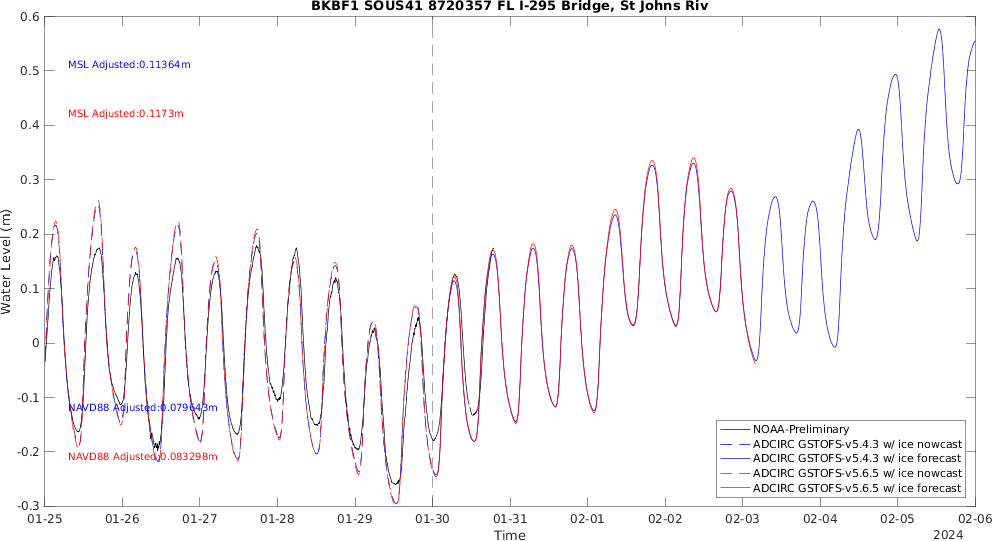 BKBF1 SOUS41 8720357 FL I-295 Bridge, St Johns Riv
0.6
0.5
0.4
0.3
0.2
0.1
0
-0.1
-0.2
-0.3
Water Level (m)
MSL Adjusted:0.11364m
MSL Adjusted:0.1173m
NAVD88 Adjusted:0.079643m
NAVD88 Adjusted:0.083298m
NOAA-Preliminary
ADCIRC GSTOFS-v5.4.3 w/ ice nowcast
ADCIRC GSTOFS-v5.4.3 w/ ice forecast
ADCIRC GSTOFS-v5.6.5 w/ ice nowcast
ADCIRC GSTOFS-v5.6.5 w/ ice forecast
01-25 01-26 01-27 01-28 01-29 01-30 01-31 02-01 02-02 02-03 02-04 02-05 02-06
Time
2024